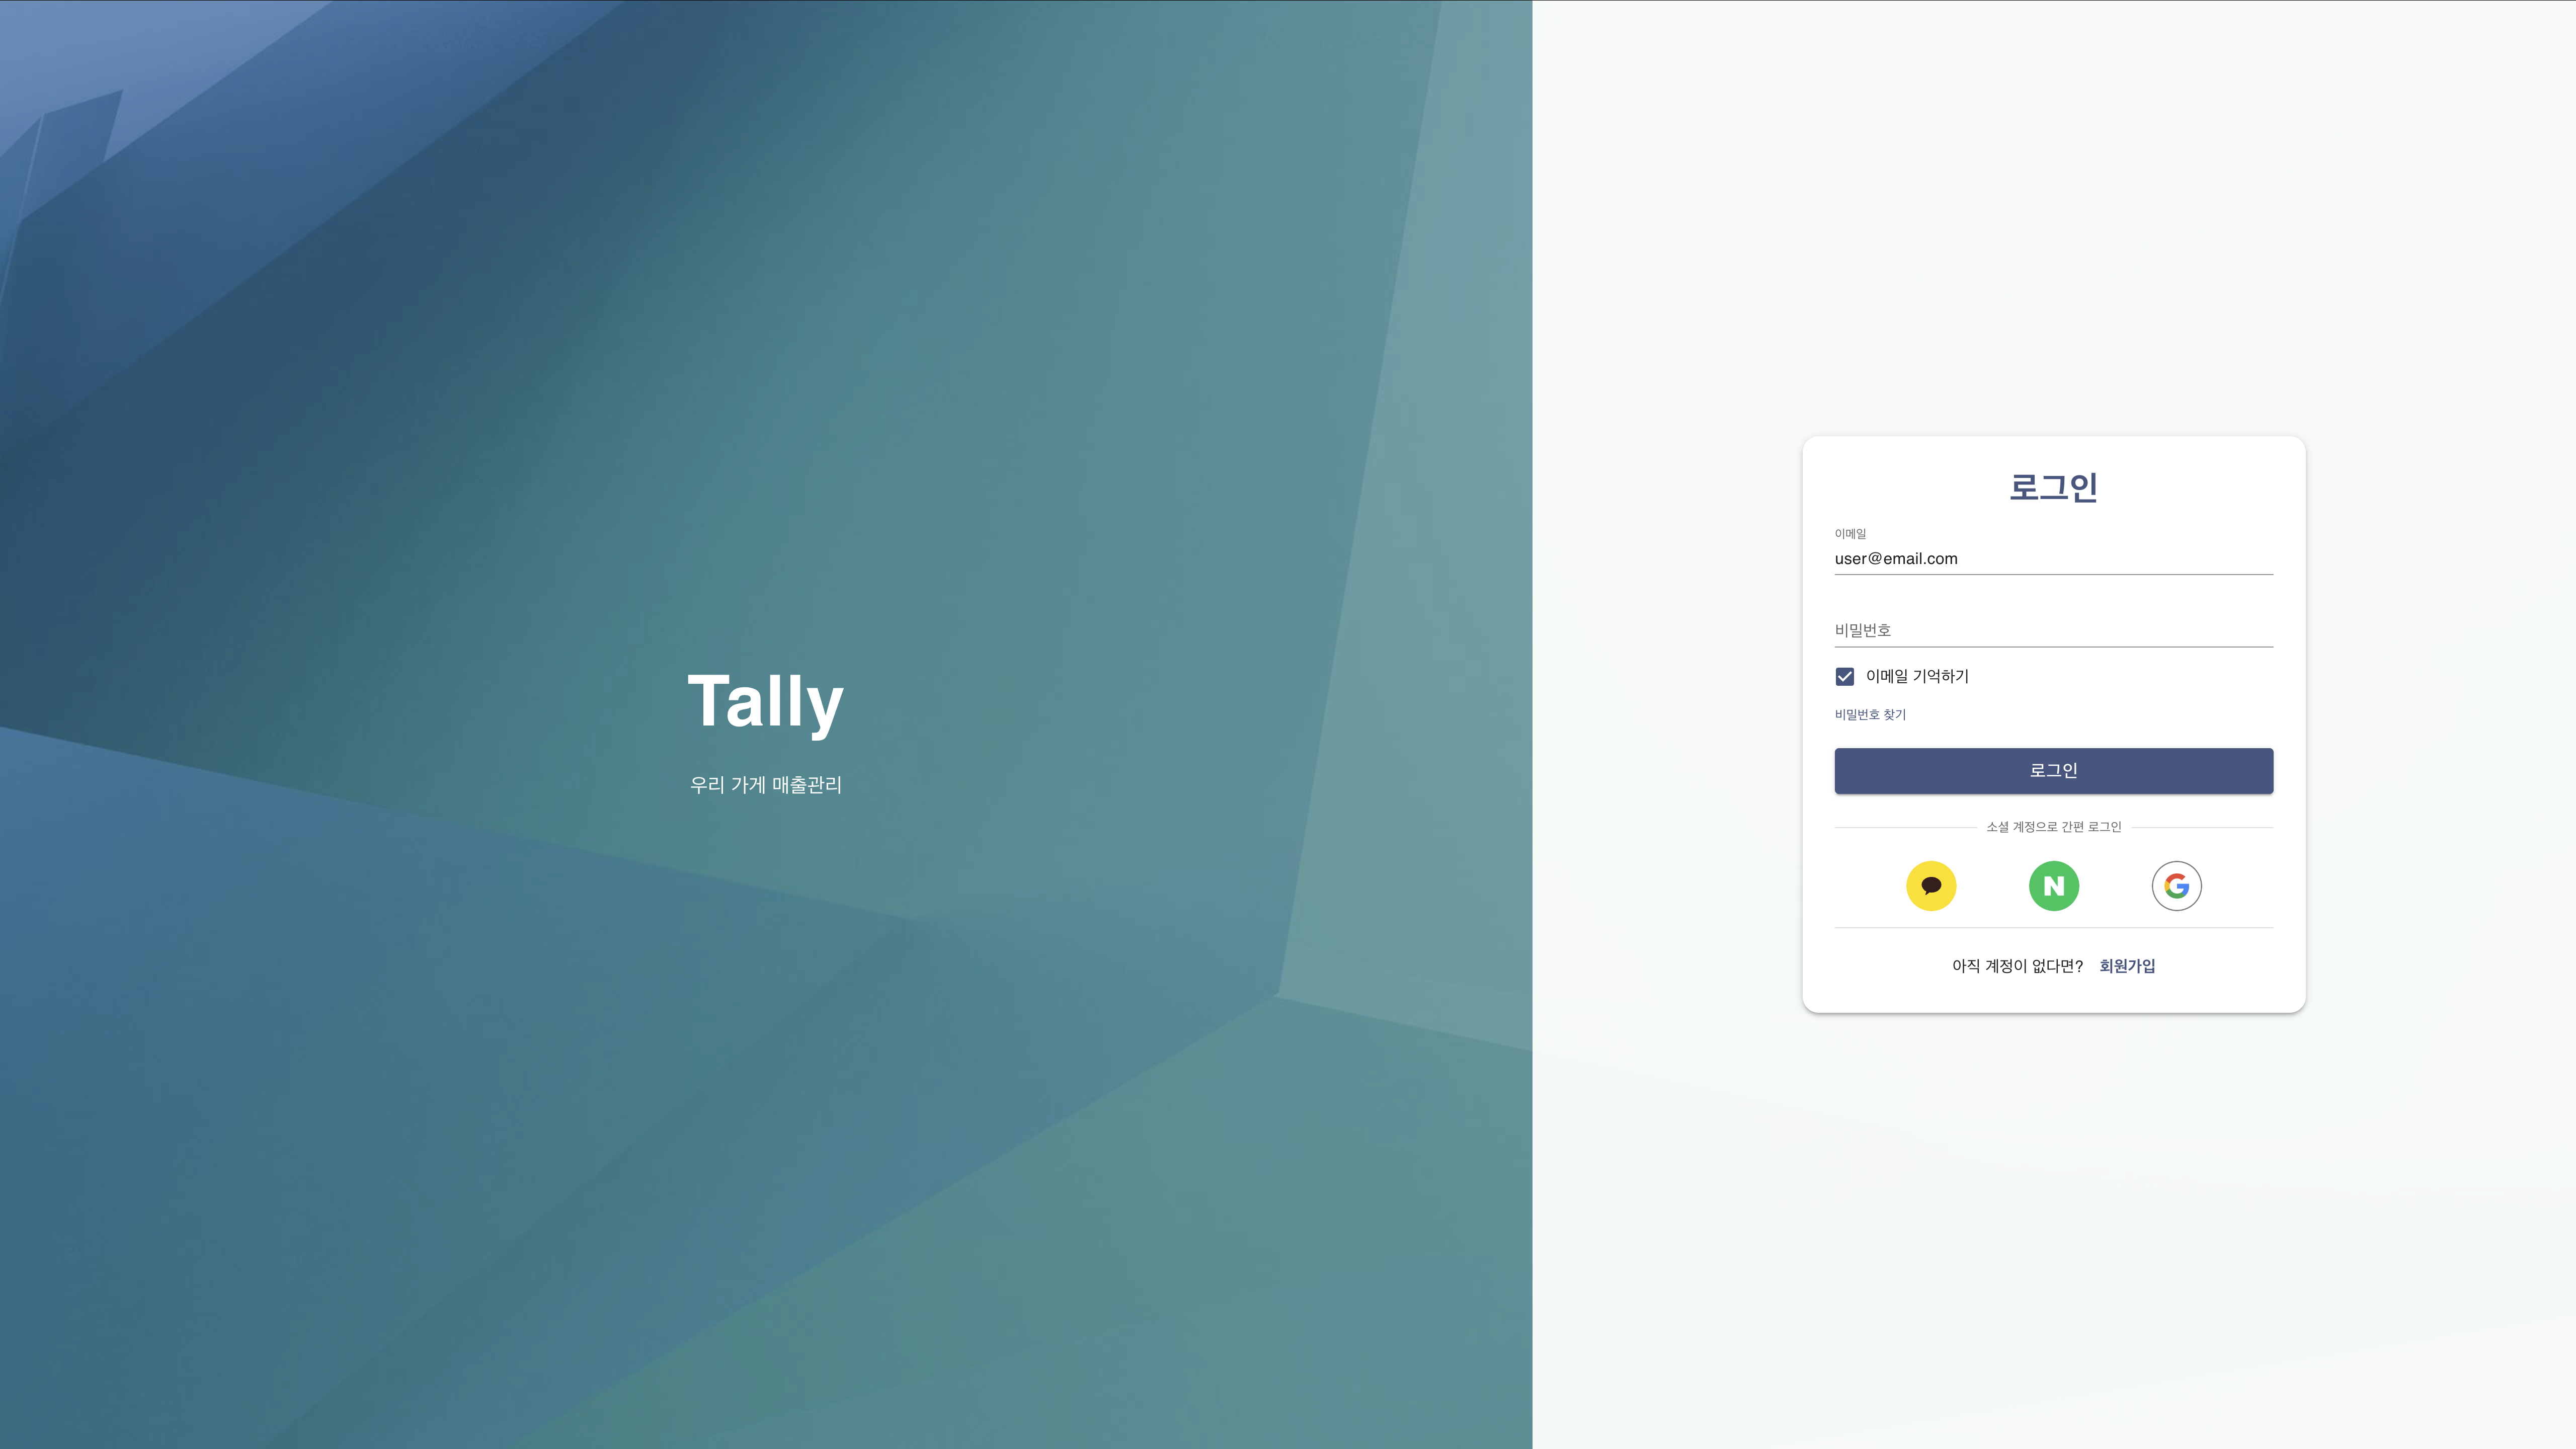 Tally
우리 가게 매출관리
로그인
이메일
user@email.com
비밀번호
이메일 기억하기
비밀번호 찾기
로그인
소셜 계정으로 간편 로그인
N
G
아직 계정이 없다면? 회원가입